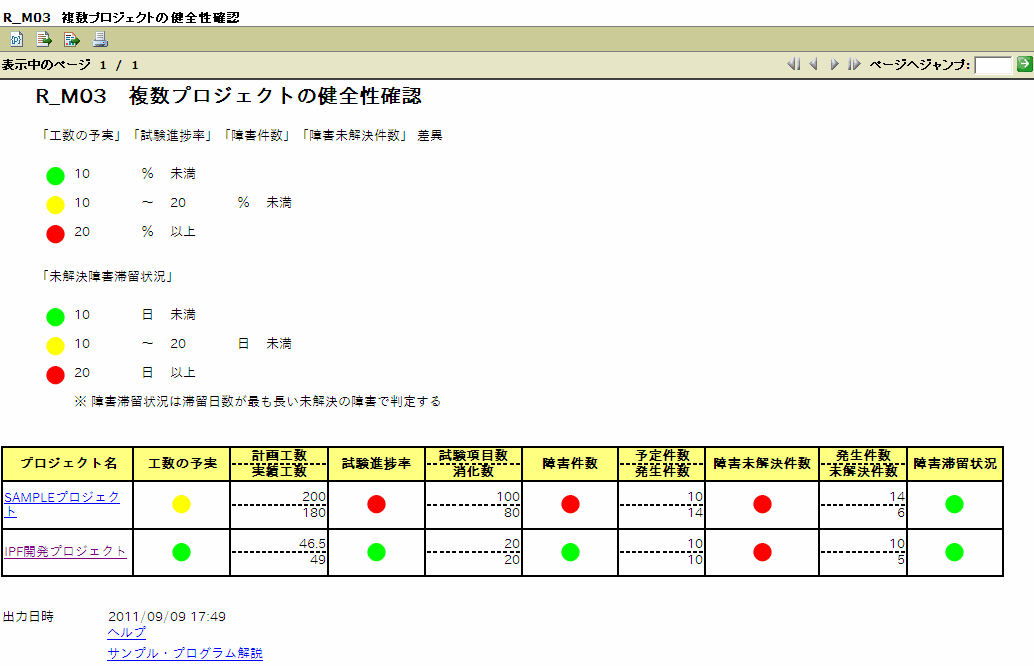 R_M03 複数プロジェクトの健全性確認
表示中のページ 1 / 1 ページへジャンプ:
R_M03 複数プロジェクトの健全性確認
「工数の予実」「試験進捗率」「障害件数」「障害未解決件数」 差異
10 % 未満
10 ～ 20 % 未満
20 % 以上
「未解決障害滞留状況」
10 日 未満
10 ～ 20 日 未満
20 日 以上
※ 障害滞留状況は滞留日数が最も長い未解決の障害で判定する
プロジェクト名 工数の予実 計画工数 実績工数 試験進捗率 試験項目数 消化数 障害件数 予定件数 発生件数 障害未解決件数 発生件数 未解決件数 障害滞留状況
SAMPLEプロジェクト 200 180 100 80 10 14 14 6
IPF開発プロジェクト 46.5 49 20 20 10 10 10 5
出力日時 2011/09/09 17:49
ヘルプ
サンプル・プログラム解説